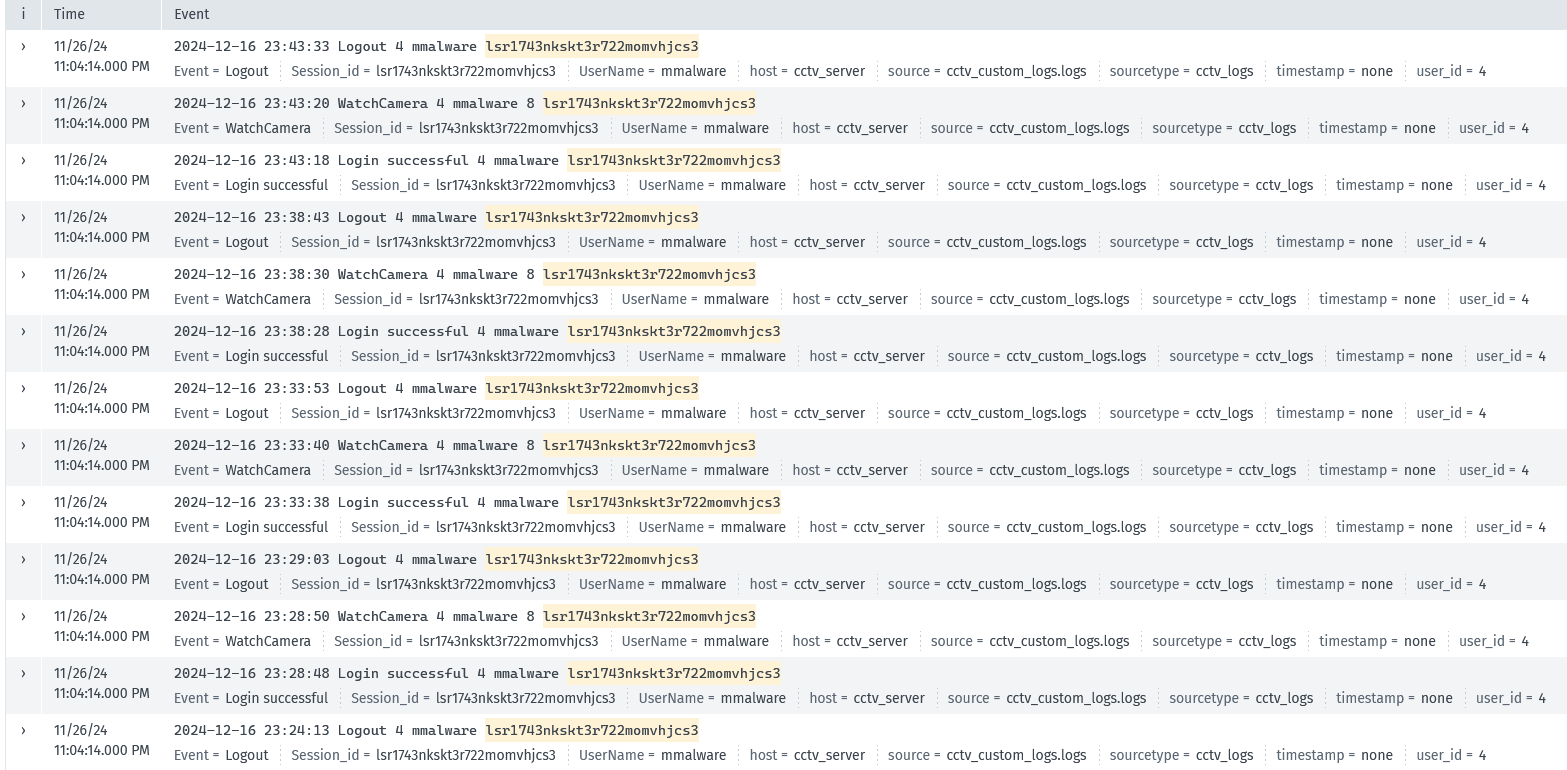 i Time Event
› 11/26/24 2024-12-16 23:43:33 Logout 4 mmalware lsr1743nkskt3r722momvhjcs3
11:04:14.000 PM Event = Logout Session_id = lsr1743nkskt3r722momvhjcs3 UserName = mmalware host = cctv_server source = cctv_custom_logs.logs sourcetype = cctv_logs timestamp = none user_id = 4
› 11/26/24 2024-12-16 23:43:20 WatchCamera 4 mmalware 8 lsr1743nkskt3r722momvhjcs3
11:04:14.000 PM Event = WatchCamera Session_id = lsr1743nkskt3r722momvhjcs3 UserName = mmalware host = cctv_server source = cctv_custom_logs.logs sourcetype = cctv_logs timestamp = none user_id = 4
› 11/26/24 2024-12-16 23:43:18 Login successful 4 mmalware lsr1743nkskt3r722momvhjcs3
11:04:14.000 PM Event = Login successful Session_id = lsr1743nkskt3r722momvhjcs3 UserName = mmalware host = cctv_server source = cctv_custom_logs.logs sourcetype = cctv_logs timestamp = none user_id = 4
› 11/26/24 2024-12-16 23:38:43 Logout 4 mmalware lsr1743nkskt3r722momvhjcs3
11:04:14.000 PM Event = Logout Session_id = lsr1743nkskt3r722momvhjcs3 UserName = mmalware host = cctv_server source = cctv_custom_logs.logs sourcetype = cctv_logs timestamp = none user_id = 4
› 11/26/24 2024-12-16 23:38:30 WatchCamera 4 mmalware 8 lsr1743nkskt3r722momvhjcs3
11:04:14.000 PM Event = WatchCamera Session_id = lsr1743nkskt3r722momvhjcs3 UserName = mmalware host = cctv_server source = cctv_custom_logs.logs sourcetype = cctv_logs timestamp = none user_id = 4
› 11/26/24 2024-12-16 23:38:28 Login successful 4 mmalware lsr1743nkskt3r722momvhjcs3
11:04:14.000 PM Event = Login successful Session_id = lsr1743nkskt3r722momvhjcs3 UserName = mmalware host = cctv_server source = cctv_custom_logs.logs sourcetype = cctv_logs timestamp = none user_id = 4
› 11/26/24 2024-12-16 23:33:53 Logout 4 mmalware lsr1743nkskt3r722momvhjcs3
11:04:14.000 PM Event = Logout Session_id = lsr1743nkskt3r722momvhjcs3 UserName = mmalware host = cctv_server source = cctv_custom_logs.logs sourcetype = cctv_logs timestamp = none user_id = 4
› 11/26/24 2024-12-16 23:33:40 WatchCamera 4 mmalware 8 lsr1743nkskt3r722momvhjcs3
11:04:14.000 PM Event = WatchCamera Session_id = lsr1743nkskt3r722momvhjcs3 UserName = mmalware host = cctv_server source = cctv_custom_logs.logs sourcetype = cctv_logs timestamp = none user_id = 4
› 11/26/24 2024-12-16 23:33:38 Login successful 4 mmalware lsr1743nkskt3r722momvhjcs3
11:04:14.000 PM Event = Login successful Session_id = lsr1743nkskt3r722momvhjcs3 UserName = mmalware host = cctv_server source = cctv_custom_logs.logs sourcetype = cctv_logs timestamp = none user_id = 4
› 11/26/24 2024-12-16 23:29:03 Logout 4 mmalware lsr1743nkskt3r722momvhjcs3
11:04:14.000 PM Event = Logout Session_id = lsr1743nkskt3r722momvhjcs3 UserName = mmalware host = cctv_server source = cctv_custom_logs.logs sourcetype = cctv_logs timestamp = none user_id = 4
› 11/26/24 2024-12-16 23:28:50 WatchCamera 4 mmalware 8 lsr1743nkskt3r722momvhjcs3
11:04:14.000 PM Event = WatchCamera Session_id = lsr1743nkskt3r722momvhjcs3 UserName = mmalware host = cctv_server source = cctv_custom_logs.logs sourcetype = cctv_logs timestamp = none user_id = 4
› 11/26/24 2024-12-16 23:28:48 Login successful 4 mmalware lsr1743nkskt3r722momvhjcs3
11:04:14.000 PM Event = Login successful Session_id = lsr1743nkskt3r722momvhjcs3 UserName = mmalware host = cctv_server source = cctv_custom_logs.logs sourcetype = cctv_logs timestamp = none user_id = 4
› 11/26/24 2024-12-16 23:24:13 Logout 4 mmalware lsr1743nkskt3r722momvhjcs3
11:04:14.000 PM Event = Logout Session_id = lsr1743nkskt3r722momvhjcs3 UserName = mmalware host = cctv_server source = cctv_custom_logs.logs sourcetype = cctv_logs timestamp = none user_id = 4